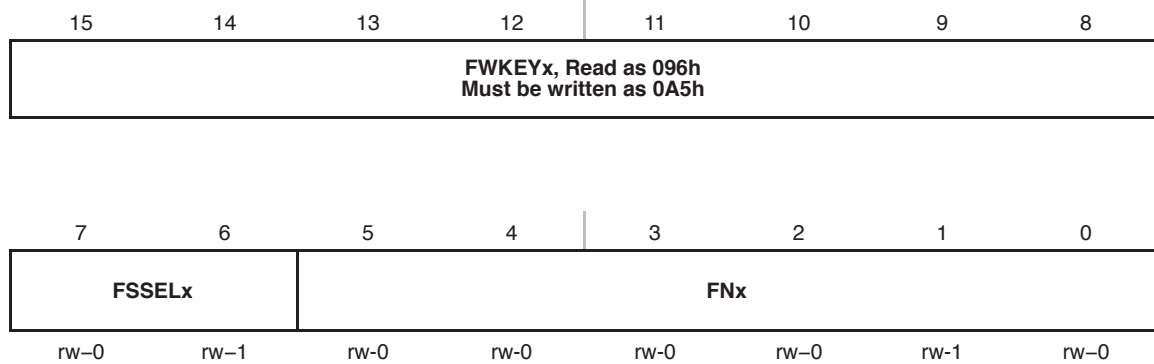 15 14 13 12 11 10 9 8
FWKEYx, Read as 096h
Must be written as 0A5h
7 6 5 4 3 2 1 0
FSSELx FNx
rw−0 rw−1 rw-0 rw-0 rw-0 rw−0 rw-1 rw−0